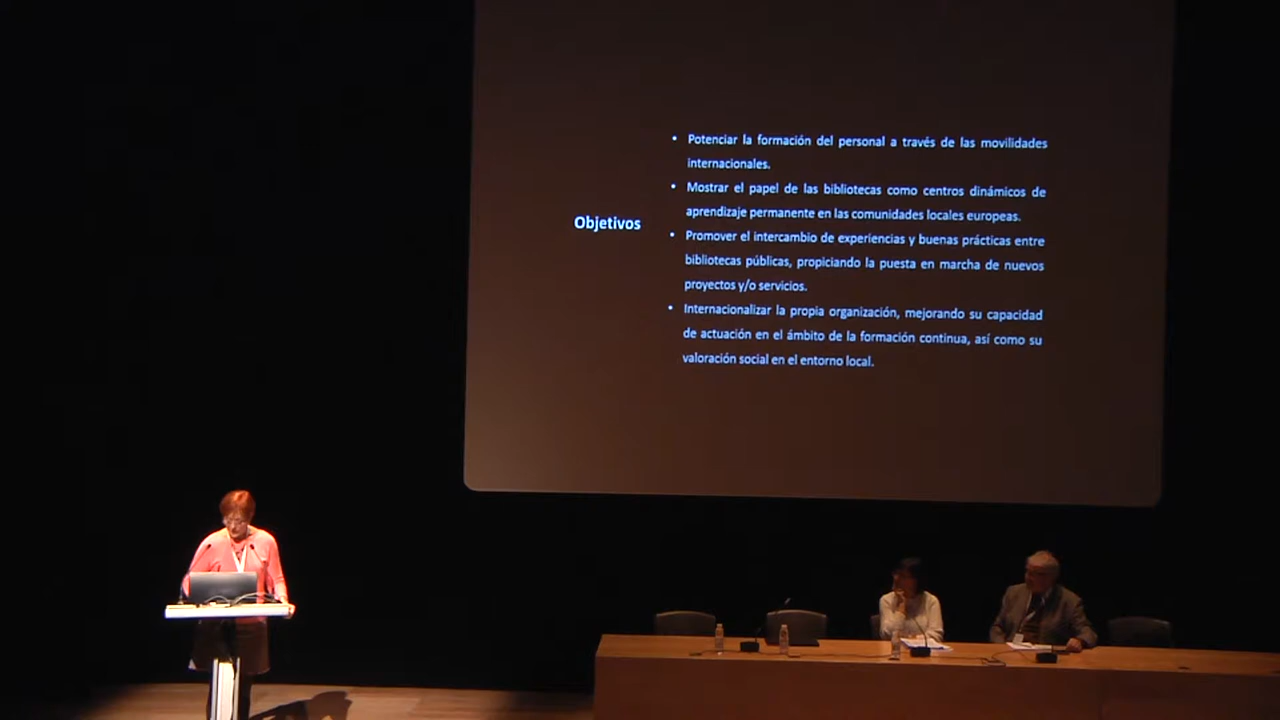 Objetivos
• Potenciar la formación del personal a través de las movilidades
internacionales.
• Mostrar el papel de las bibliotecas como centros dinámicos de
aprendizaje permanente en las comunidades locales europeas.
• Promover el intercambio de experiencias y buenas prácticas entre
bibliotecas públicas, propiciando la puesta en marcha de nuevos
proyectos y/o servicios.
• Internacionalizar la propia organización, mejorando su capacidad
de actuación en el ámbito de la formación continua, así como su
valoración social en el entorno local.